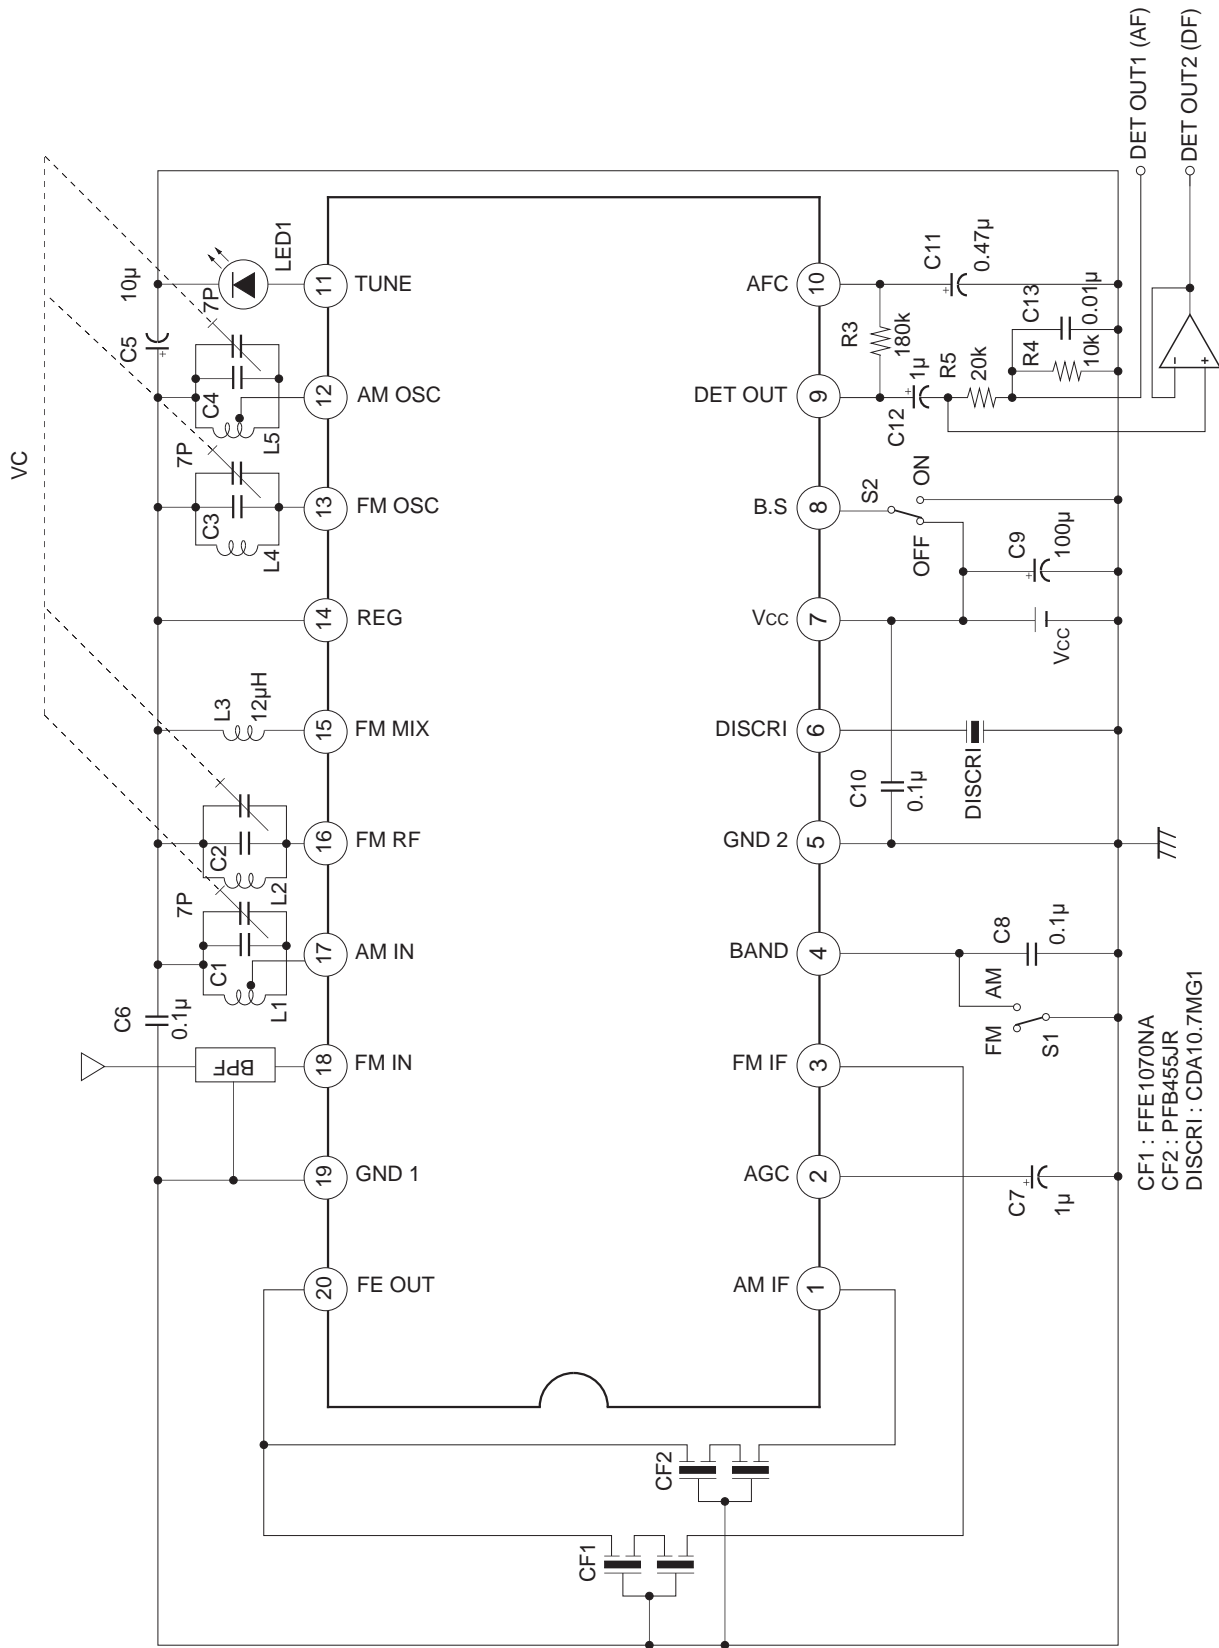 VC
DET OUT1 (AF)
DET OUT2 (DF)
C6
0.1µ
BPF
7P
C1
L1
C2
L2
L3
12µH
7P
C3
L4
7P
C4
L5
C5
10µ
+
LED1
20
FE OUT
19
GND 1
18
FM IN
17
AM IN
16
FM RF
15
FM MIX
14
REG
13
FM OSC
12
AM OSC
11
TUNE
1
AM IF
2
AGC
3
FM IF
4
BAND
5
GND 2
6
DISCRI
7
VCC
8
B.S
9
DET OUT
10
AFC
CF1
CF2
C7
+
1µ
FM
AM
S1
C8
0.1µ
C10
0.1µ
DISCRI
VCC
C9
+
100µ
OFF
ON
S2
C12
+
1µ
R3
180k
R5
20k
R4
10k
C13
0.01µ
C11
+
0.47µ
-
+
CF1 : FFE1070NA
CF2 : PFB455JR
DISCRI : CDA10.7MG1